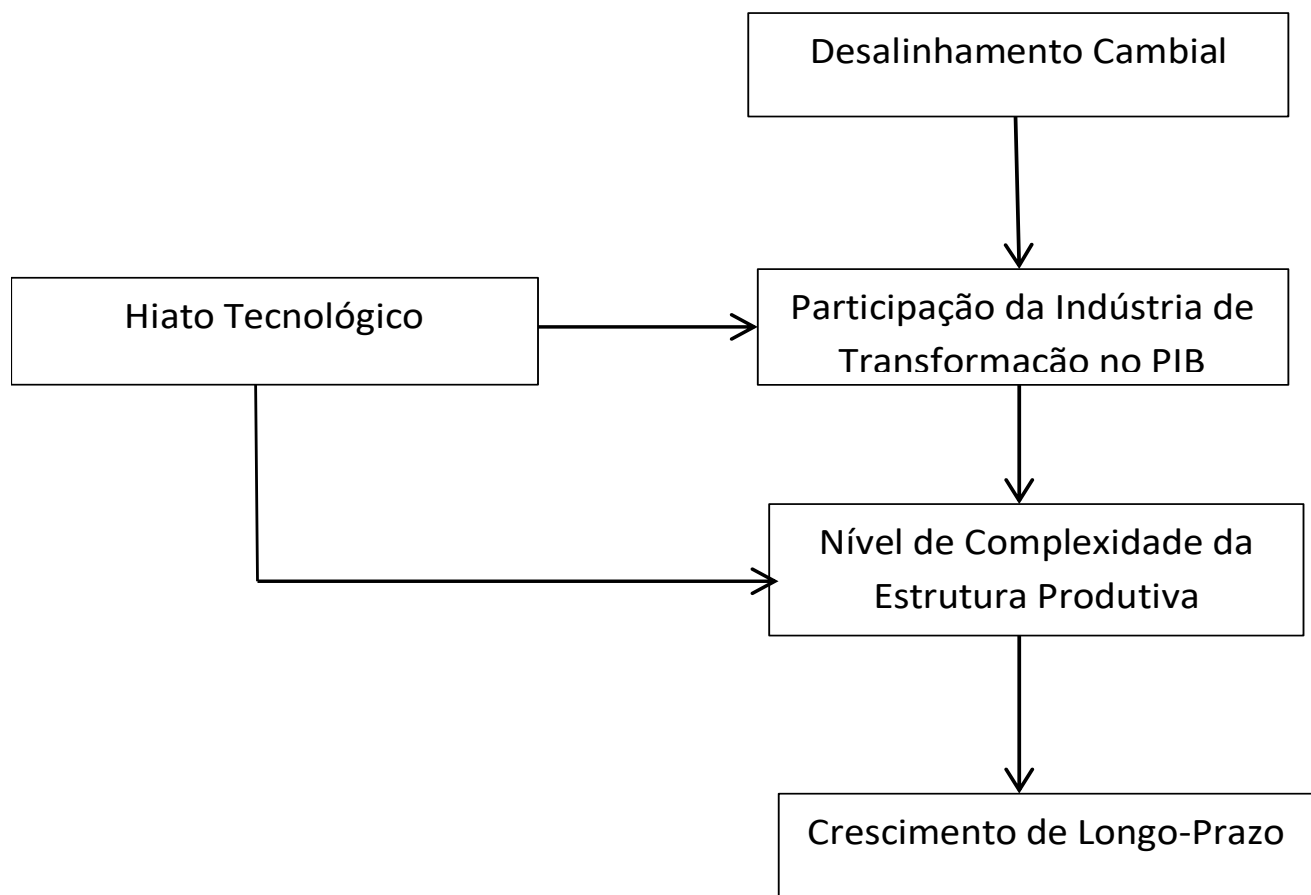 Desalinhamento Cambial
Hiato Tecnológico
Participação da Indústria de
Transformação no PIB
Nível de Complexidade da
Estrutura Produtiva
Crescimento de Longo-Prazo